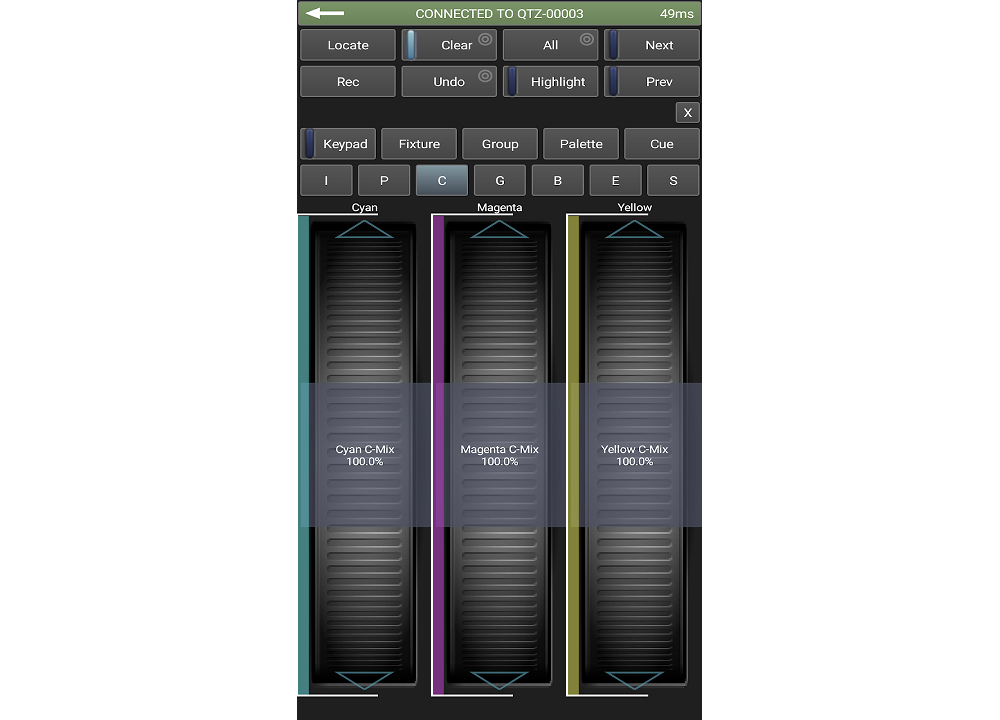 CONNECTED TO QTZ-00003 49ms
Locate Clear All Next
Rec Undo Highlight Prev
X
Keypad Fixture Group Palette Cue
I P C G B E S
Cyan Magenta Yellow
Cyan C-Mix Magenta C-Mix Yellow C-Mix
100.0% 100.0% 100.0%